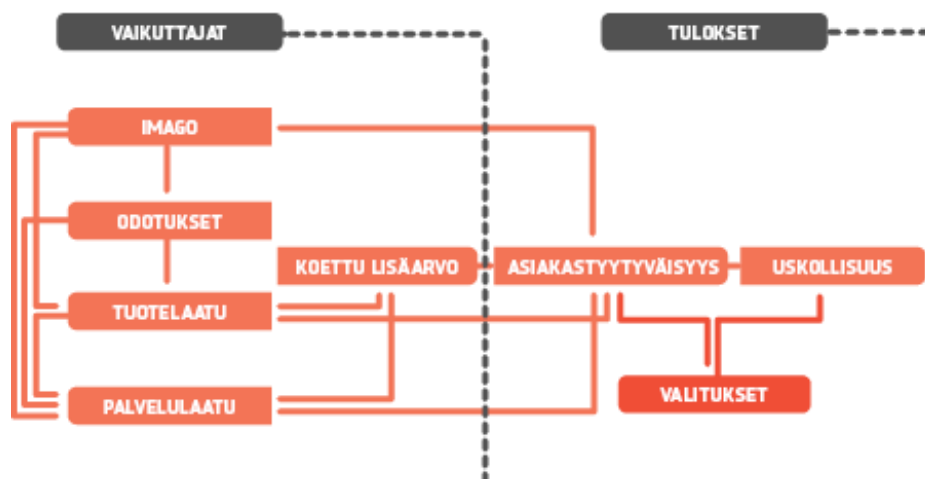 VAIKUTTAJAT
TULOKSET
IMAGO
ODOTUKSET
KOETTU LISÄARVO
ASIAKASTYYTYVÄISYYS
USKOLLISUUS
TUOTELAATU
VALITUKSET
PALVELULAATU